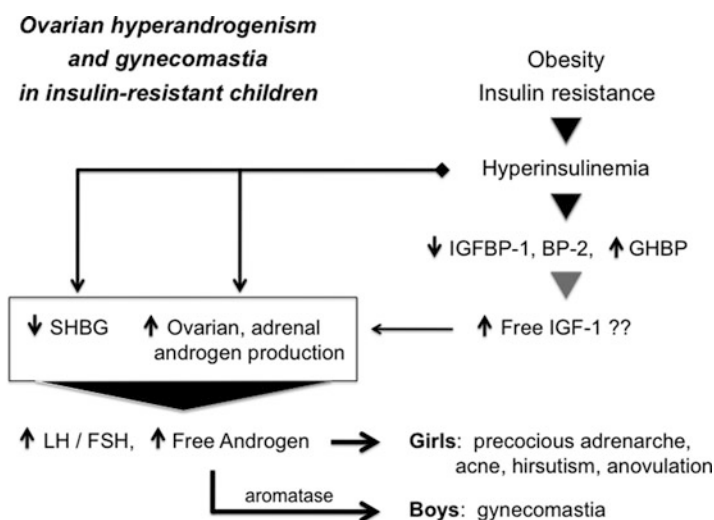 Ovarian hyperandrogenism
and gynecomastia
in insulin-resistant children
Obesity
Insulin resistance
Hyperinsulinemia
↓ IGFBP-1, BP-2, ↑ GHBP
↓ SHBG ↑ Ovarian, adrenal
androgen production
↑ Free IGF-1 ??
↑ LH / FSH, ↑ Free Androgen
Girls: precocious adrenarche,
acne, hirsutism, anovulation
aromatase
Boys: gynecomastia